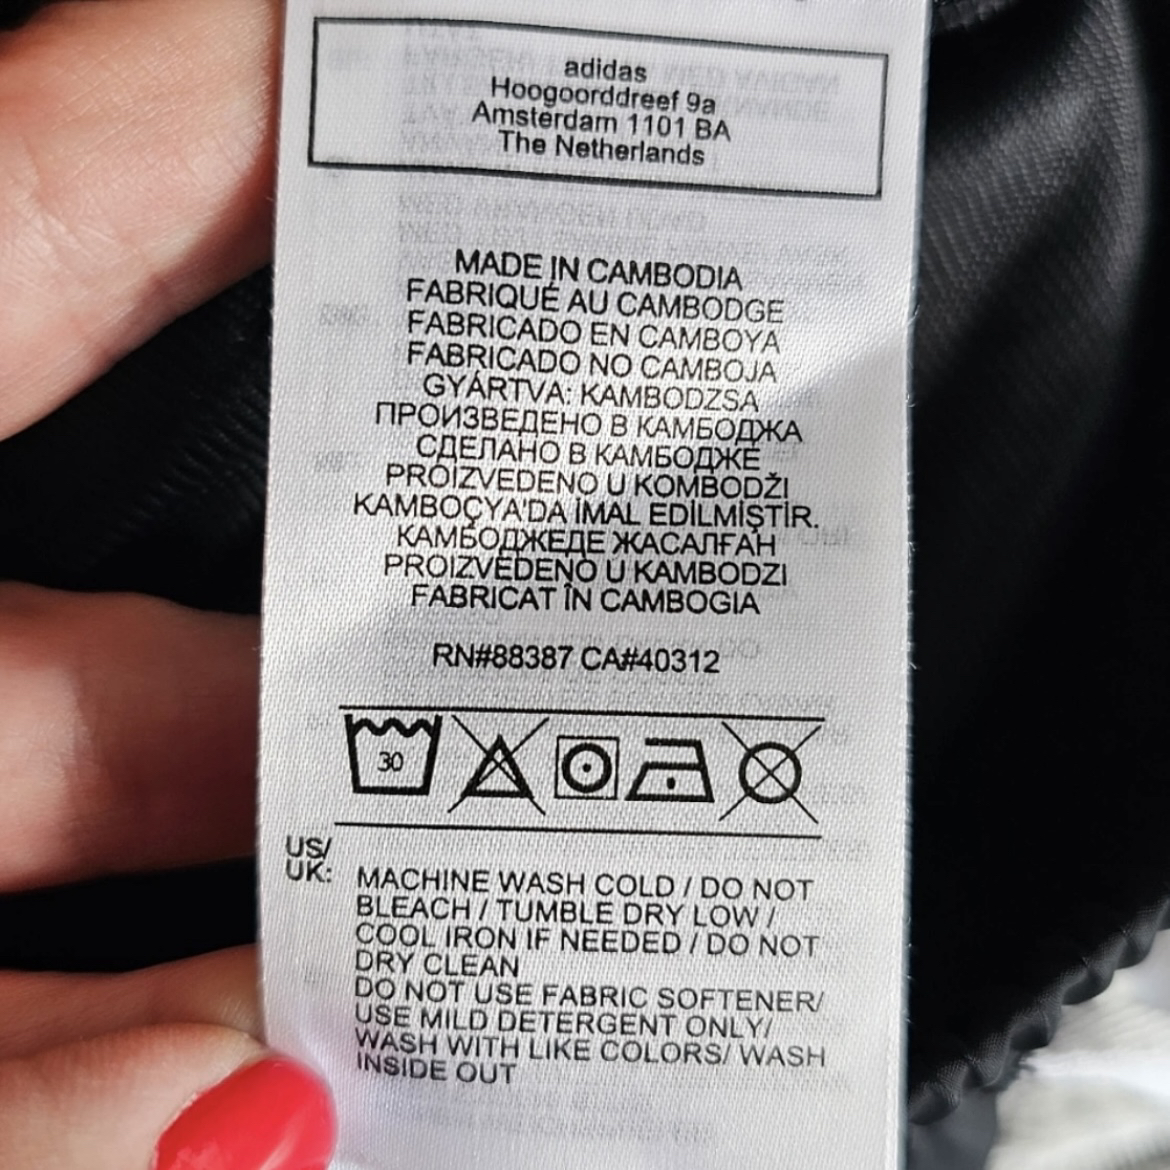 adidas
Hoogoorddreef 9a
Amsterdam 1101 BA
The Netherlands
MADE IN CAMBODIA
FABRIQUÉ AU CAMBODGE
FABRICADO EN CAMBOYA
FABRICADO NO CAMBOJA
GYÁRTVA: KAMBODZSA
ПРОИЗВЕДЕНО В КАМБОДЖА
СДЕЛАНО В КАМБОДЖЕ
PROIZVEDENO U KOMBODŽI
KAMBOÇYA'DA İMAL EDİLMİŞTİR.
КАМБОДЖЕДЕ ЖАСАЛҒАН
PROIZVEDENO U KAMBODZI
FABRICAT ÎN CAMBOGIA
RN#88387 CA#40312
30
US/
UK:
MACHINE WASH COLD / DO NOT
BLEACH / TUMBLE DRY LOW /
COOL IRON IF NEEDED / DO NOT
DRY CLEAN
DO NOT USE FABRIC SOFTENER/
USE MILD DETERGENT ONLY/
WASH WITH LIKE COLORS/ WASH
INSIDE OUT